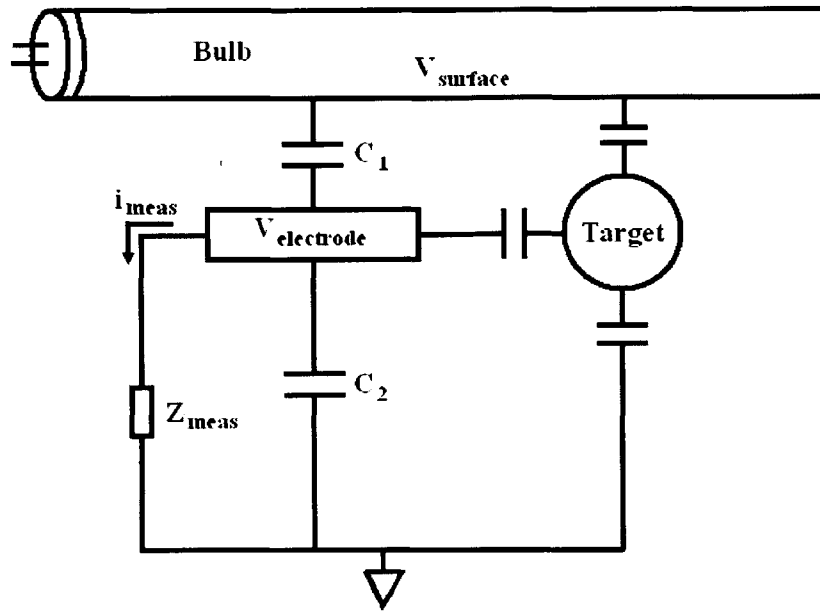 Bulb
V surface
C 1
i meas
V electrode
Target
C 2
Z meas